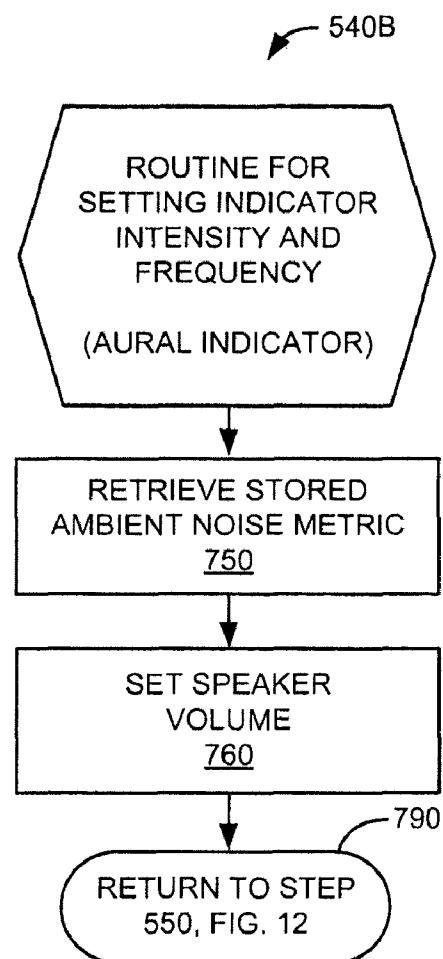 540B
ROUTINE FOR
SETTING INDICATOR
INTENSITY AND
FREQUENCY
(AURAL INDICATOR)
RETRIEVE STORED
AMBIENT NOISE METRIC
750
SET SPEAKER
VOLUME
760
790
RETURN TO STEP
550, FIG. 12